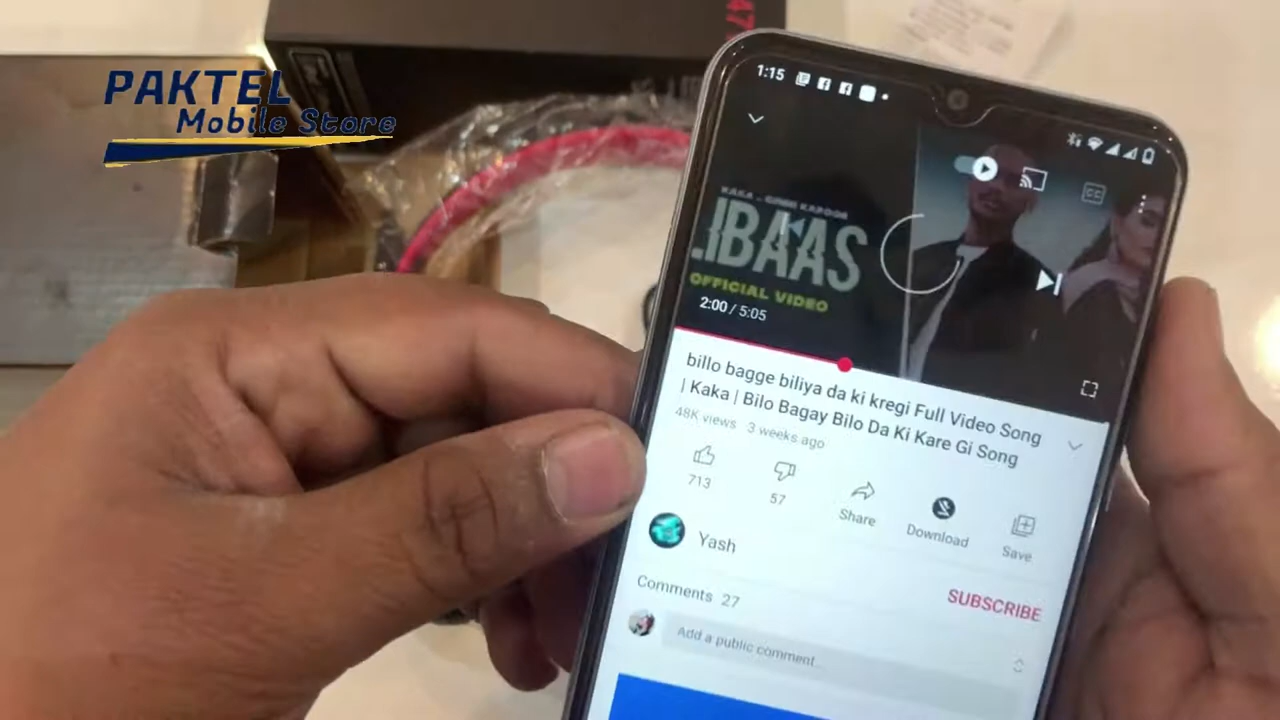 PAKTEL
Mobile Store
1:15
KAKA
LIBAAS
OFFICIAL VIDEO
CC
2:00 / 5:05
billo bagge biliya da ki kregi Full Video Song
| Kaka | Bilo Bagay Bilo Da Ki Kare Gi Song
48K views 3 weeks ago
713
57
Share
Download
Save
Yash
SUBSCRIBE
Comments 27
Add a public comment...